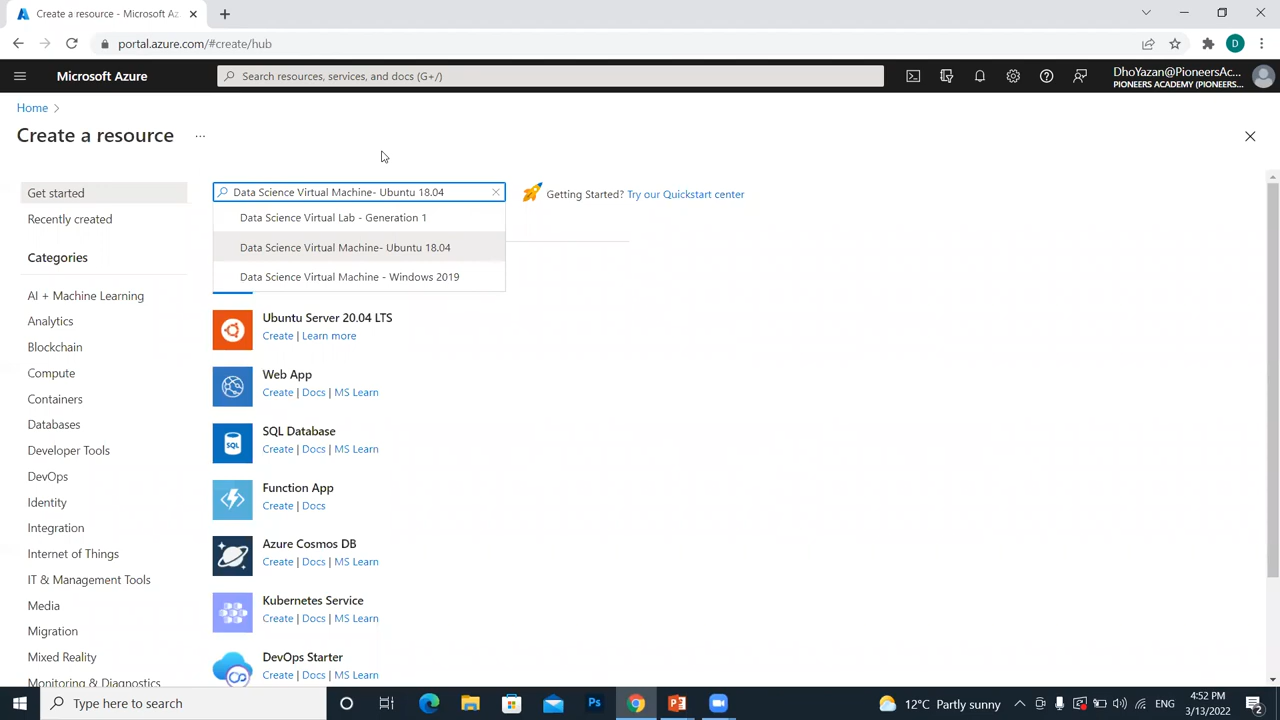 Create a resource - Microsoft Az
portal.azure.com/#create/hub
D
Microsoft Azure
Search resources, services, and docs (G+/)
DhoYazan@PioneersAc...
PIONEERS ACADEMY (PIONEERS...
Home
Create a resource
...
Get started
Recently created
Categories
AI + Machine Learning
Analytics
Blockchain
Compute
Containers
Databases
Developer Tools
DevOps
Identity
Integration
Internet of Things
IT & Management Tools
Media
Migration
Mixed Reality
Monitoring & Diagnostics
Data Science Virtual Machine- Ubuntu 18.04
Data Science Virtual Lab - Generation 1
Data Science Virtual Machine- Ubuntu 18.04
Data Science Virtual Machine - Windows 2019
Getting Started? Try our Quickstart center
Ubuntu Server 20.04 LTS
Create | Learn more
Web App
Create | Docs | MS Learn
SQL
SQL Database
Create | Docs | MS Learn
Function App
Create | Docs
Azure Cosmos DB
Create | Docs | MS Learn
Kubernetes Service
Create | Docs | MS Learn
DevOps Starter
Create | Docs | MS Learn
Type here to search
Ps
12°C Partly sunny
ENG
4:52 PM
3/13/2022
2